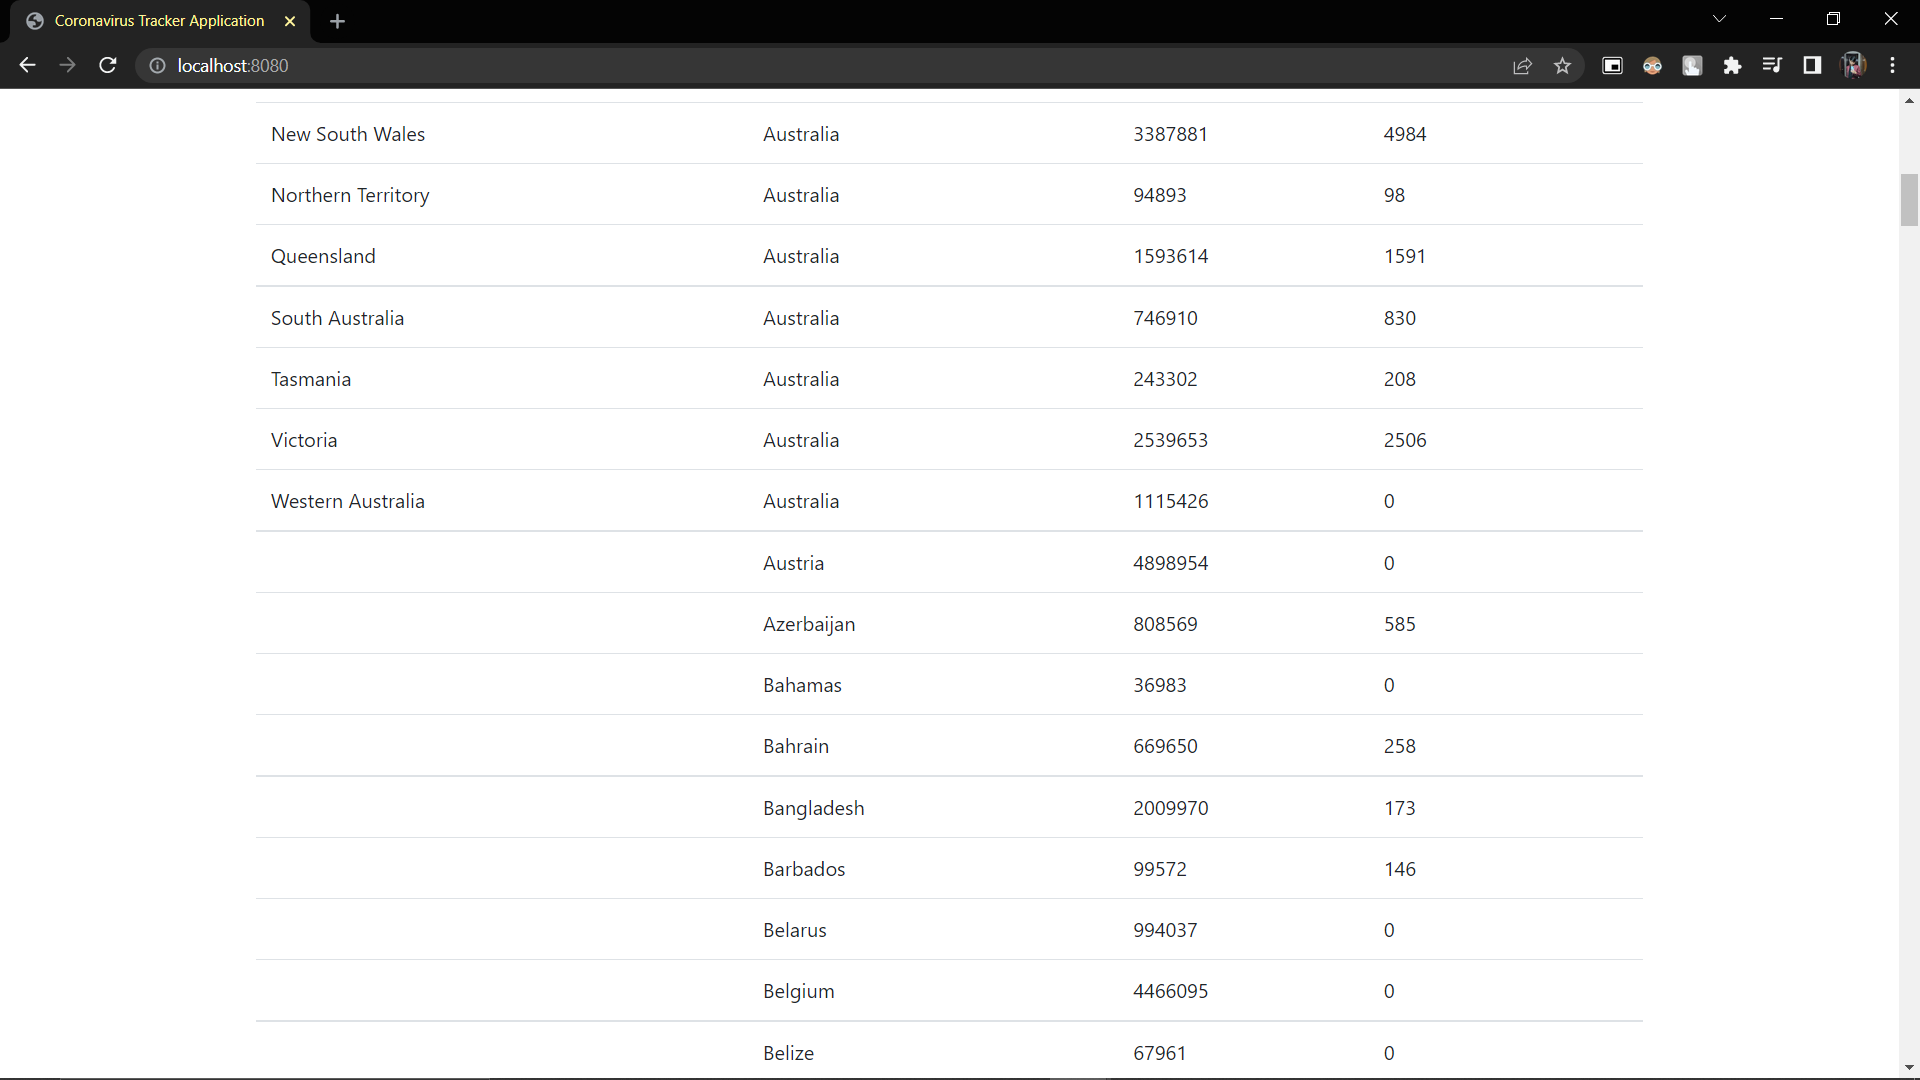 Coronavirus Tracker Application
localhost:8080
New South Wales Australia 3387881 4984
Northern Territory Australia 94893 98
Queensland Australia 1593614 1591
South Australia Australia 746910 830
Tasmania Australia 243302 208
Victoria Australia 2539653 2506
Western Australia Australia 1115426 0
Austria 4898954 0
Azerbaijan 808569 585
Bahamas 36983 0
Bahrain 669650 258
Bangladesh 2009970 173
Barbados 99572 146
Belarus 994037 0
Belgium 4466095 0
Belize 67961 0